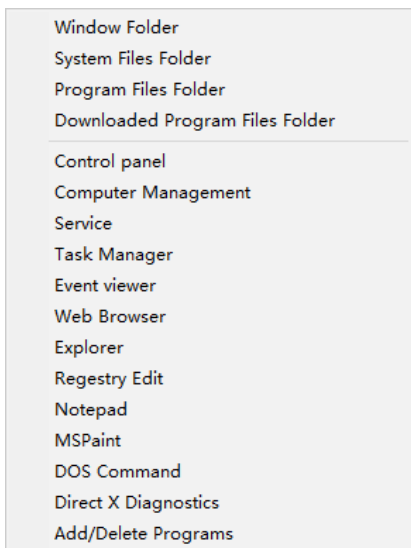 Window Folder
System Files Folder
Program Files Folder
Downloaded Program Files Folder
Control panel
Computer Management
Service
Task Manager
Event viewer
Web Browser
Explorer
Regestry Edit
Notepad
MSPaint
DOS Command
Direct X Diagnostics
Add/Delete Programs